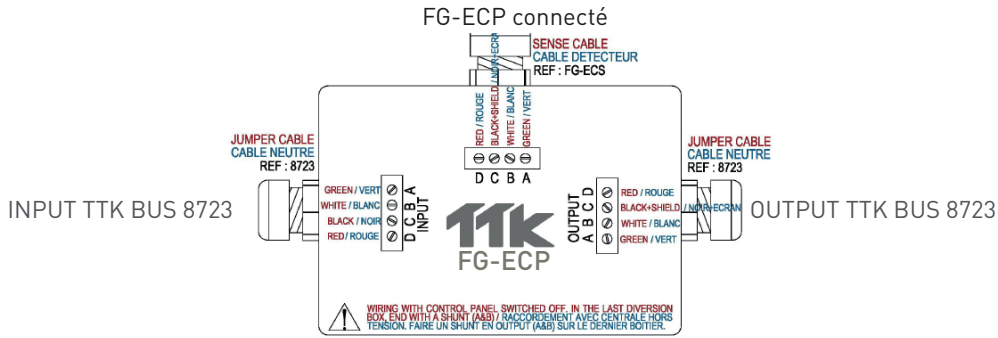 FG-ECP connecté
SENSE CABLE
CABLE DETECTEUR
REF : FG-ECS
RED / ROUGE
BLACK+SHIELD / NOIR+ECRAN
WHITE / BLANC
GREEN / VERT
D C B A
JUMPER CABLE
CABLE NEUTRE
REF : 8723
INPUT TTK BUS 8723
GREEN / VERT
WHITE / BLANC
BLACK / NOIR
RED / ROUGE
A B C D
INPUT
TTK
FG-ECP
OUTPUT
A B C D
RED / ROUGE
BLACK+SHIELD / NOIR+ECRAN
WHITE / BLANC
GREEN / VERT
JUMPER CABLE
CABLE NEUTRE
REF : 8723
OUTPUT TTK BUS 8723
WIRING WITH CONTROL PANEL SWITCHED OFF. IN THE LAST DIVERSION
BOX, END WITH A SHUNT (A&B) / RACCORDEMENT AVEC CENTRALE HORS
TENSION. FAIRE UN SHUNT EN OUTPUT (A&B) SUR LE DERNIER BOITIER.